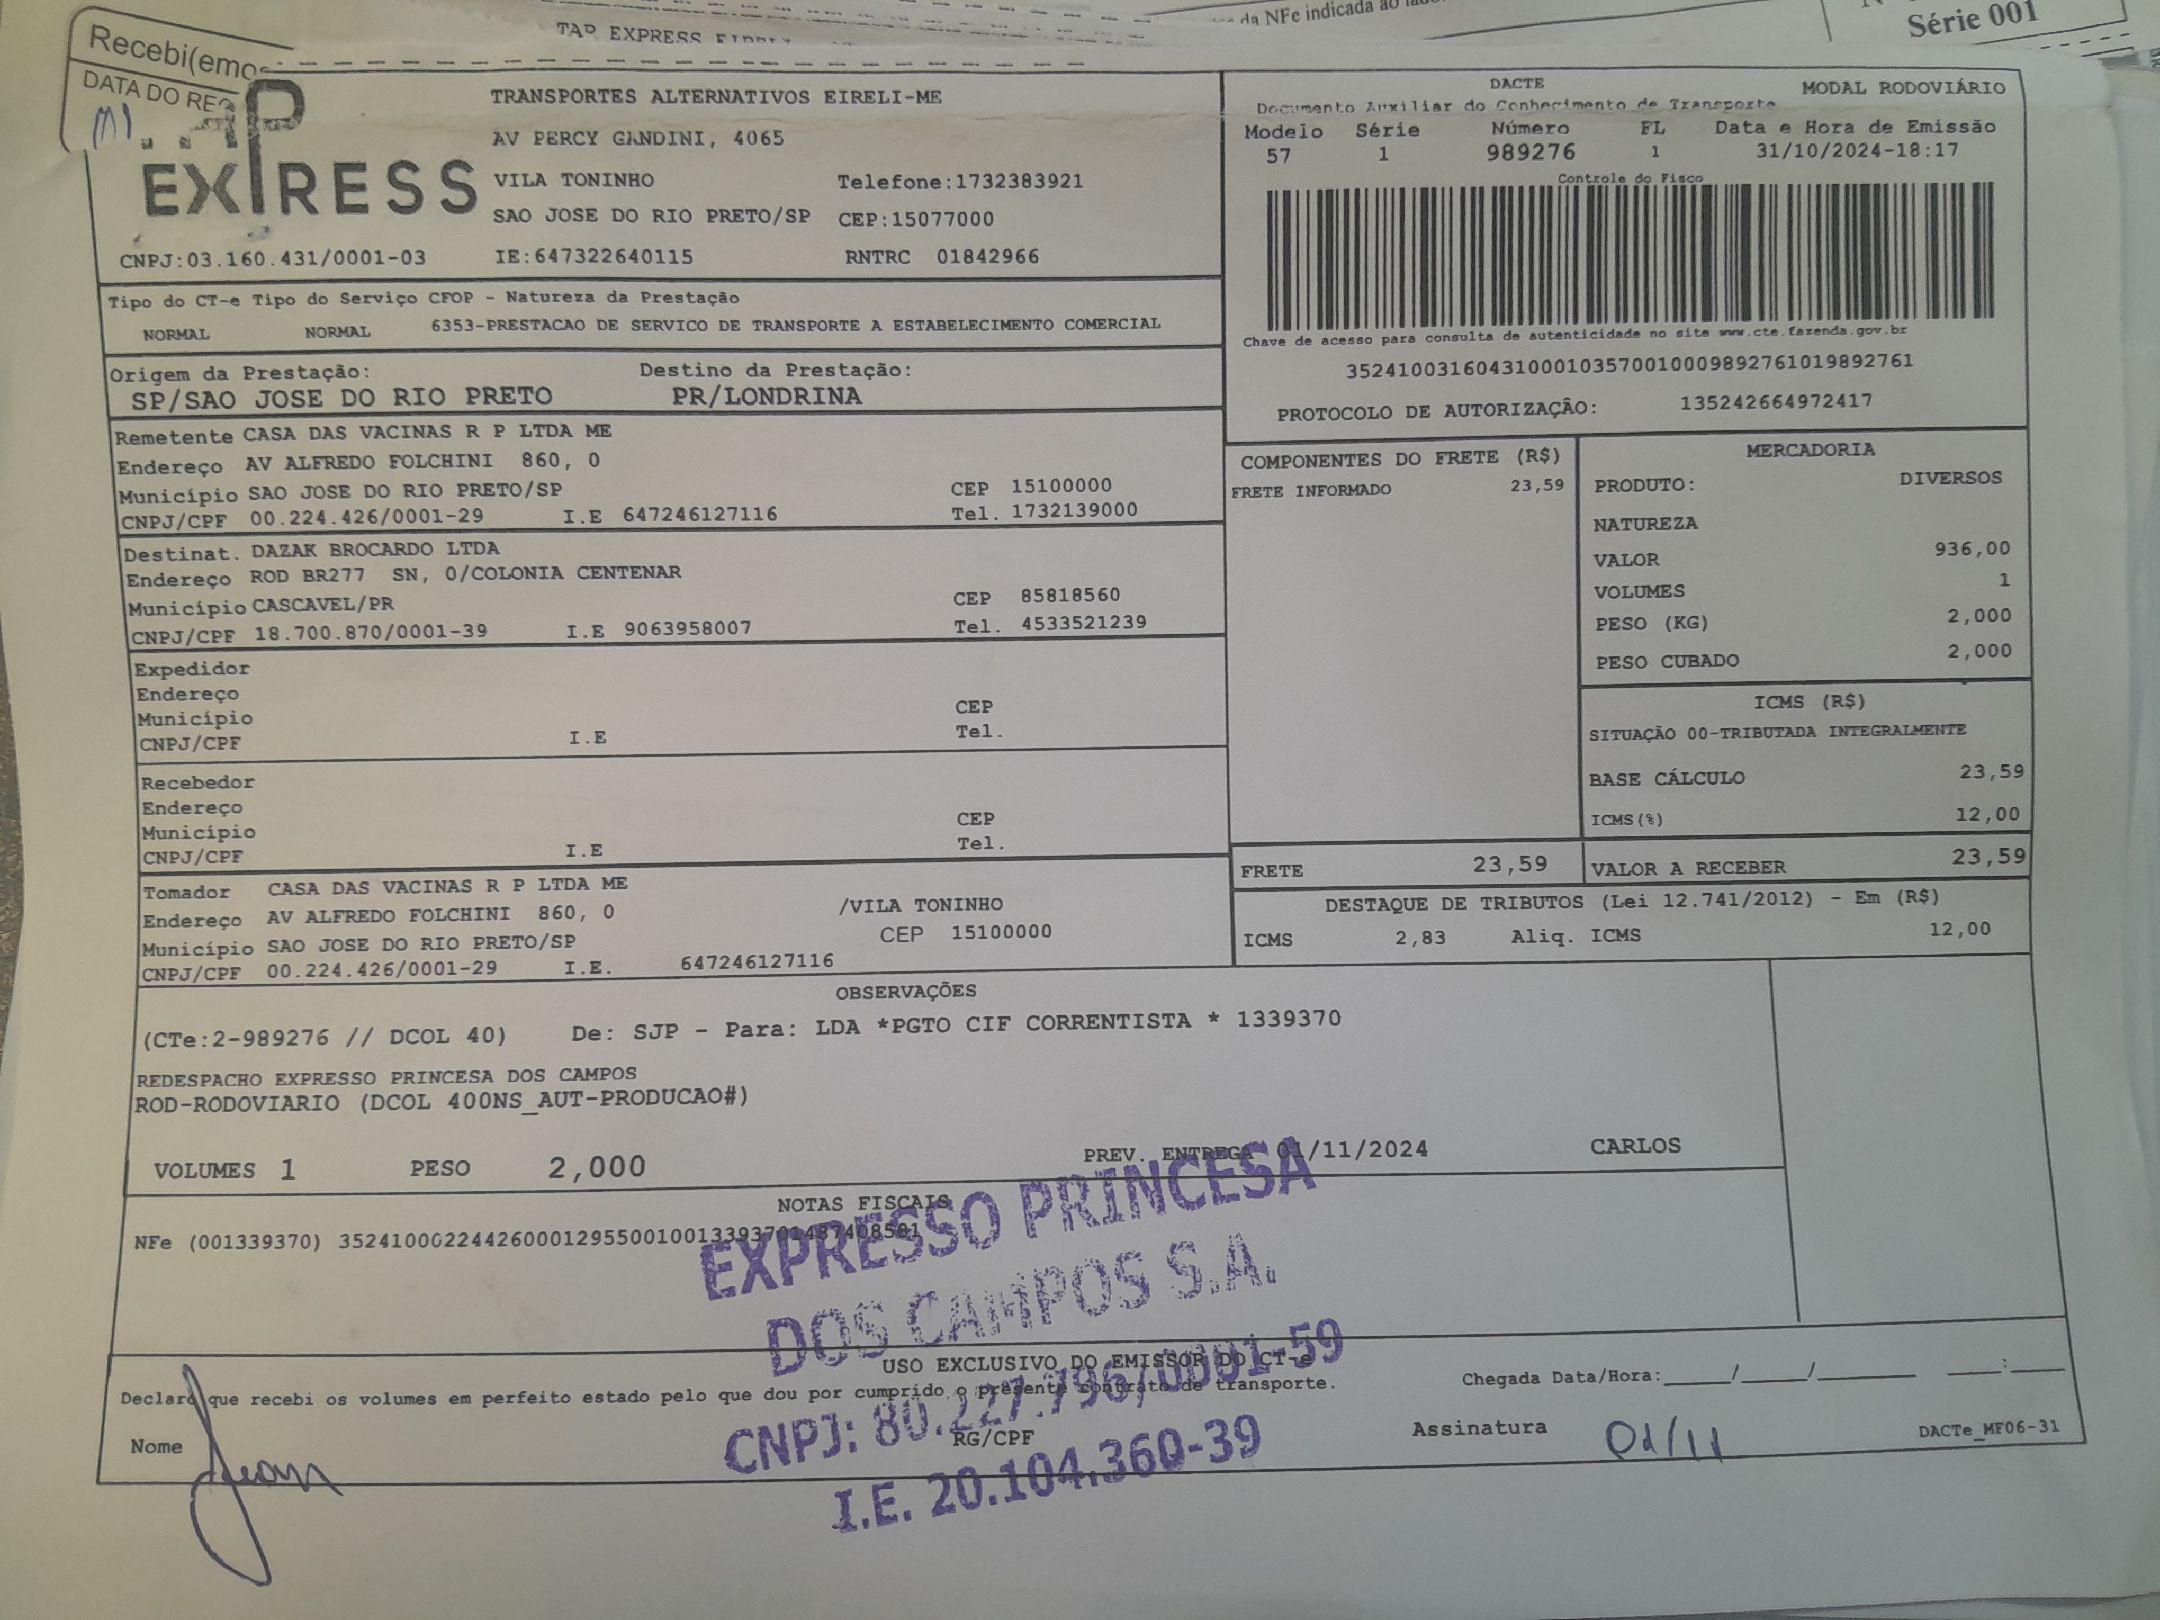 da NFe indicada ao
Série 001
TAP EXPRESS
Recebi(emos
DATA DO REC
EXPRESS
TRANSPORTES ALTERNATIVOS EIRELI-ME
AV PERCY GANDINI, 4065
VILA TONINHO Telefone:1732383921
SAO JOSE DO RIO PRETO/SP CEP:15077000
CNPJ:03.160.431/0001-03 IE:647322640115 RNTRC 01842966
DACTE MODAL RODOVIÁRIO
Documento Auxiliar do Conhecimento de Transporte
Modelo Série Número FL Data e Hora de Emissão
57 1 989276 1 31/10/2024-18:17
Controle do Fisco
Chave de acesso para consulta de autenticidade no site www.cte.fazenda.gov.br
35241003160431000103570010009892761019892761
PROTOCOLO DE AUTORIZAÇÃO: 135242664972417
Tipo do CT-e Tipo do Serviço CFOP - Natureza da Prestação
NORMAL NORMAL 6353-PRESTACAO DE SERVICO DE TRANSPORTE A ESTABELECIMENTO COMERCIAL
Origem da Prestação: Destino da Prestação:
SP/SAO JOSE DO RIO PRETO PR/LONDRINA
Remetente CASA DAS VACINAS R P LTDA ME
Endereço AV ALFREDO FOLCHINI 860, 0
Município SAO JOSE DO RIO PRETO/SP CEP 15100000
CNPJ/CPF 00.224.426/0001-29 I.E 647246127116 Tel. 1732139000
Destinat. DAZAK BROCARDO LTDA
Endereço ROD BR277 SN, 0/COLONIA CENTENAR
Município CASCAVEL/PR CEP 85818560
CNPJ/CPF 18.700.870/0001-39 I.E 9063958007 Tel. 4533521239
Expedidor
Endereço
Município CEP
CNPJ/CPF I.E Tel.
Recebedor
Endereço
Município CEP
CNPJ/CPF I.E Tel.
Tomador CASA DAS VACINAS R P LTDA ME
Endereço AV ALFREDO FOLCHINI 860, 0 /VILA TONINHO
Município SAO JOSE DO RIO PRETO/SP CEP 15100000
CNPJ/CPF 00.224.426/0001-29 I.E. 647246127116
COMPONENTES DO FRETE (R$)
FRETE INFORMADO 23,59
MERCADORIA
PRODUTO: DIVERSOS
NATUREZA
VALOR 936,00
VOLUMES 1
PESO (KG) 2,000
PESO CUBADO 2,000
ICMS (R$)
SITUAÇÃO 00-TRIBUTADA INTEGRALMENTE
BASE CÁLCULO 23,59
ICMS(%) 12,00
FRETE 23,59 VALOR A RECEBER 23,59
DESTAQUE DE TRIBUTOS (Lei 12.741/2012) - Em (R$)
ICMS 2,83 Aliq. ICMS 12,00
OBSERVAÇÕES
(CTe:2-989276 // DCOL 40) De: SJP - Para: LDA *PGTO CIF CORRENTISTA * 1339370
REDESPACHO EXPRESSO PRINCESA DOS CAMPOS
ROD-RODOVIARIO (DCOL 400NS_AUT-PRODUCAO#)
VOLUMES 1 PESO 2,000 PREV. ENTREGA 01/11/2024 CARLOS
NOTAS FISCAIS
NFe (001339370) 35241000224426000129550010013393701487408581
EXPRESSO PRINCESA
DOS CAMPOS S.A.
CNPJ: 80.227.796/0001-59
I.E. 20.104.360-39
USO EXCLUSIVO DO EMISSOR DO CT-e
Declaro que recebi os volumes em perfeito estado pelo que dou por cumprido o presente contrato de transporte.
Chegada Data/Hora:____/____/______ ___:___
Nome RG/CPF Assinatura 01/11 DACTe_MF06-31